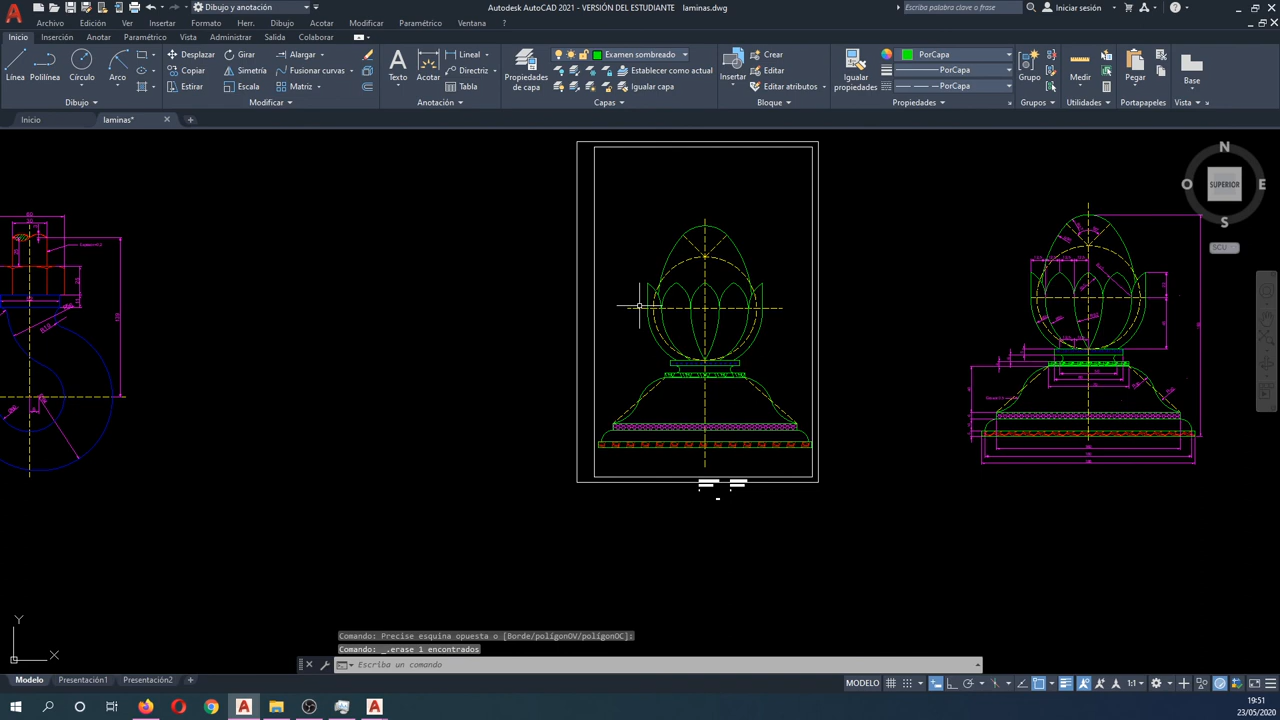 Dibujo y anotación
Autodesk AutoCAD 2021 - VERSIÓN DEL ESTUDIANTE laminas.dwg
Escriba palabra clave o frase
Iniciar sesión
Archivo Edición Ver Insertar Formato Herr. Dibujo Acotar Modificar Paramétrico Ventana ?
Inicio Inserción Anotar Paramétrico Vista Administrar Salida Colaborar
Línea Polilínea Círculo Arco
Desplazar Girar Alargar
Copiar Simetría Fusionar curvas
Estirar Escala Matriz
Texto Acotar
Lineal
Directriz
Tabla
Propiedades de capa
Examen sombreado
Establecer como actual
Igualar capa
Insertar
Crear
Editar
Editar atributos
Igualar propiedades
PorCapa
PorCapa
PorCapa
Grupo Medir Pegar Base
Dibujo Modificar Anotación Capas Bloque Propiedades Grupos Utilidades Portapapeles Vista
Inicio laminas*
N
O SUPERIOR E
S
SCU
60
120
Y
X
Comando: Precise esquina opuesta o [Borde/polígonOV/polígonOC]:
Comando: _.erase 1 encontrados
Escriba un comando
Modelo Presentación1 Presentación2
MODELO
1:1
19:51
23/05/2020